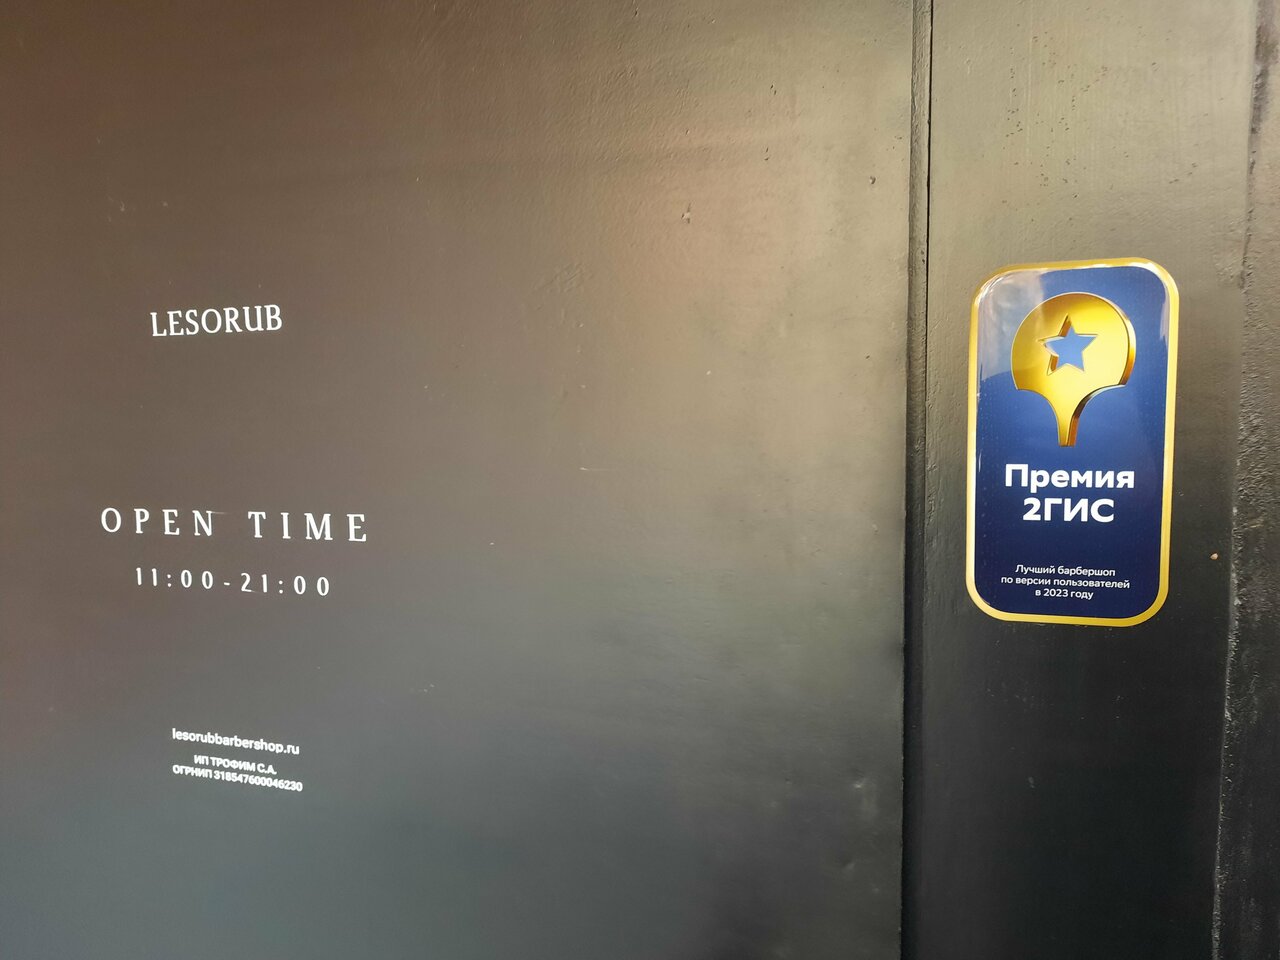 LESORUB
OPEN TIME
11:00-21:00
lesorubbarbershop.ru
ИП ТРОФИМ С.А.
ОГРНИП 318547600046230
Премия
2ГИС
Лучший барбершоп
по версии пользователей
в 2023 году